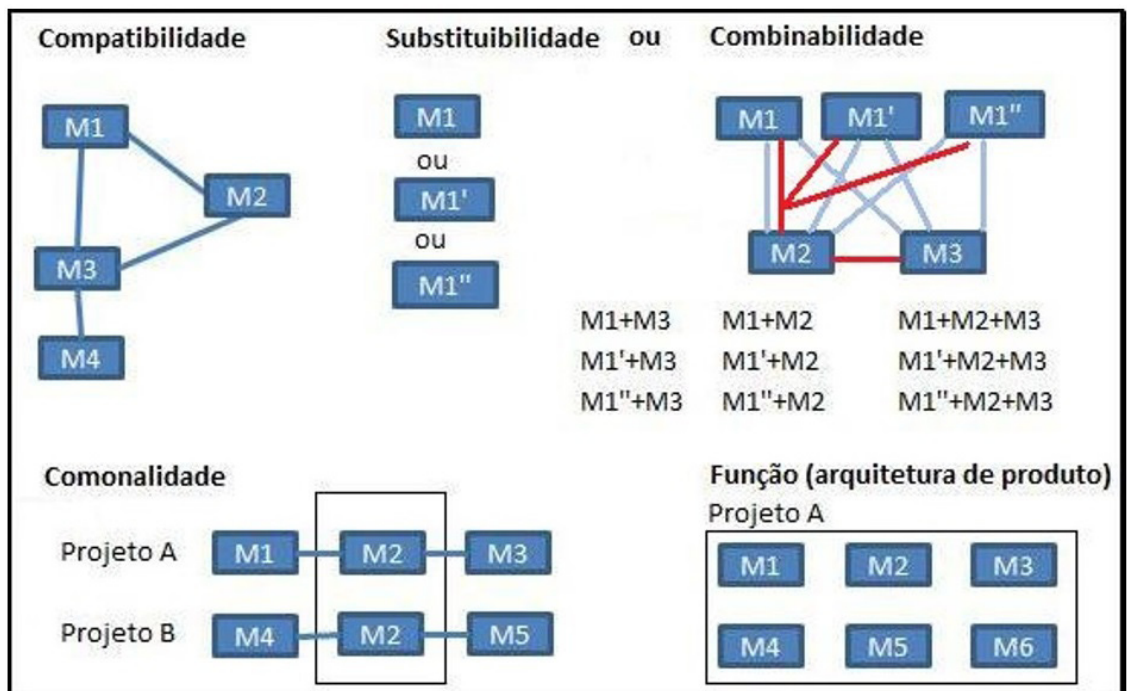 Compatibilidade
M1
M2
M3
M4
Substituibilidade ou Combinabilidade
M1
ou
M1'
ou
M1"
M1 M1' M1"
M2 M3
M1+M3 M1+M2 M1+M2+M3
M1'+M3 M1'+M2 M1'+M2+M3
M1"+M3 M1"+M2 M1"+M2+M3
Comonalidade
Projeto A M1 M2 M3
Projeto B M4 M2 M5
Função (arquitetura de produto)
Projeto A
M1 M2 M3
M4 M5 M6